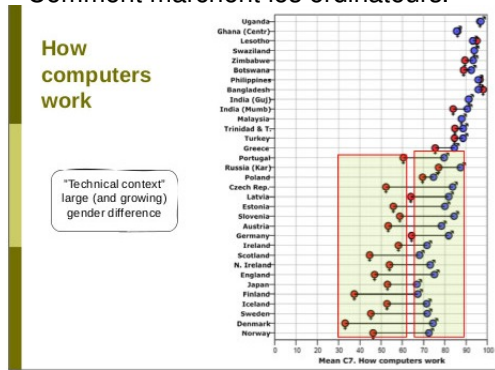 Comment marchent les ordinateurs.
How
computers
work
"Technical context"
large (and growing)
gender difference
Uganda
Ghana (Centr)
Lesotho
Swaziland
Zimbabwe
Botswana
Philippines
Bangladesh
India (Guj)
India (Mumb)
Malaysia
Trinidad & T.
Turkey
Greece
Portugal
Russia (Kar)
Poland
Czech Rep.
Latvia
Estonia
Slovenia
Austria
Germany
Ireland
Scotland
N. Ireland
England
Japan
Finland
Iceland
Sweden
Denmark
Norway
0 10 20 30 40 50 60 70 80 90 100
Mean C7. How computers work